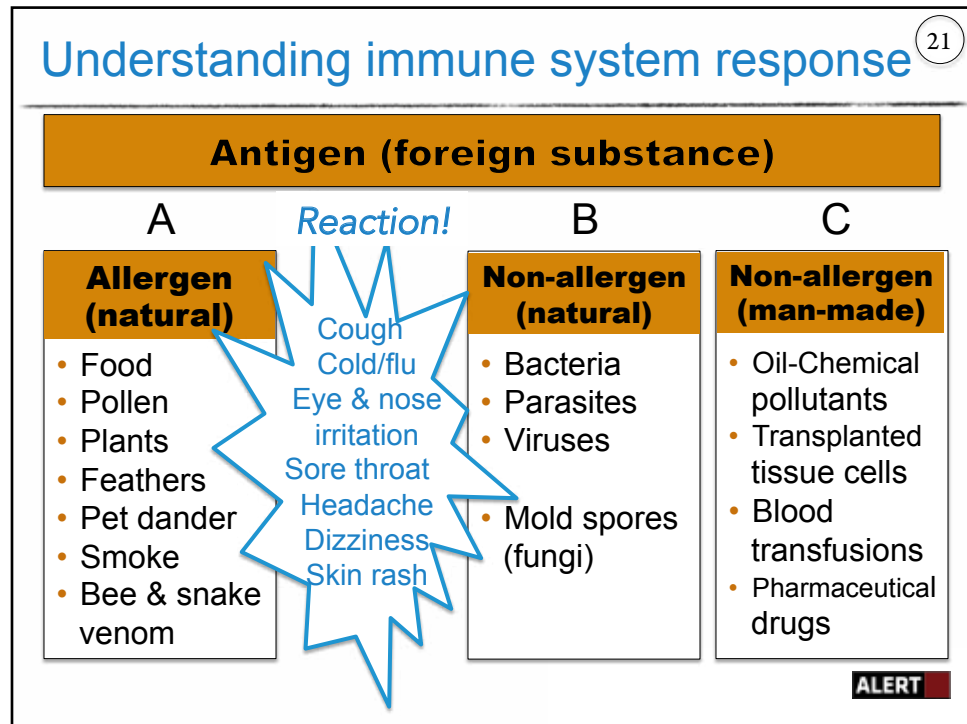 Understanding immune system response
21
Antigen (foreign substance)
A
Allergen
(natural)
• Food
• Pollen
• Plants
• Feathers
• Pet dander
• Smoke
• Bee & snake
venom
Reaction!
Cough
Cold/flu
Eye & nose
irritation
Sore throat
Headache
Dizziness
Skin rash
B
Non-allergen
(natural)
• Bacteria
• Parasites
• Viruses
• Mold spores
(fungi)
C
Non-allergen
(man-made)
• Oil-Chemical
pollutants
• Transplanted
tissue cells
• Blood
transfusions
• Pharmaceutical
drugs
ALERT